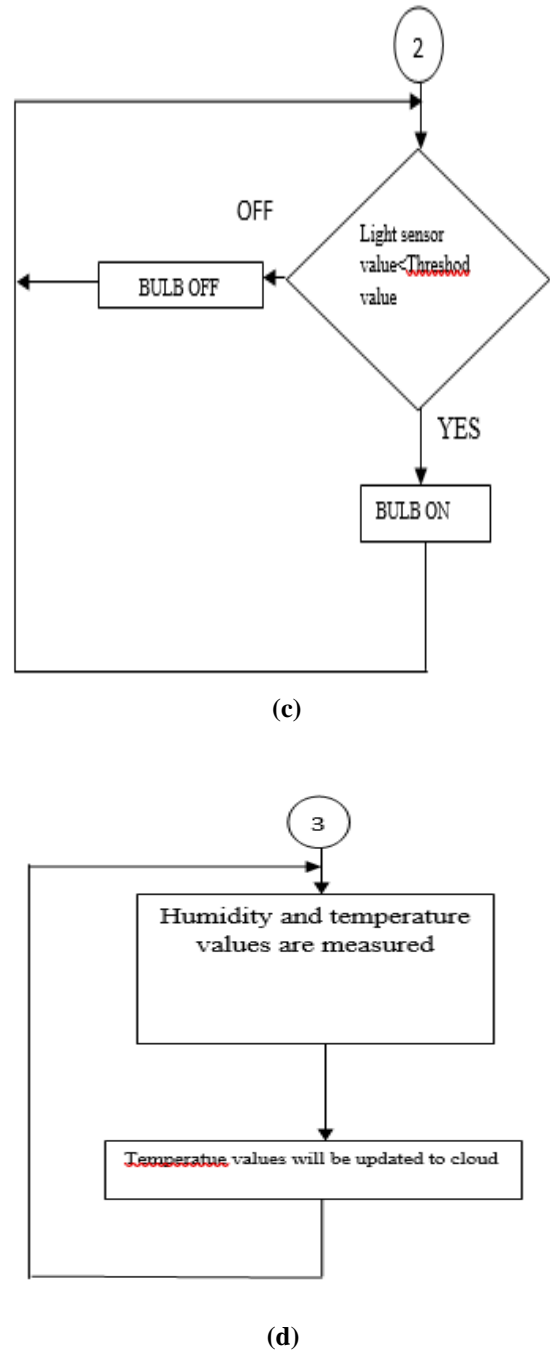 2
OFF
Light sensor
value<Threshod
value
BULB OFF
YES
BULB ON
(c)
3
Humidity and temperature
values are measured
Temperatue values will be updated to cloud
(d)